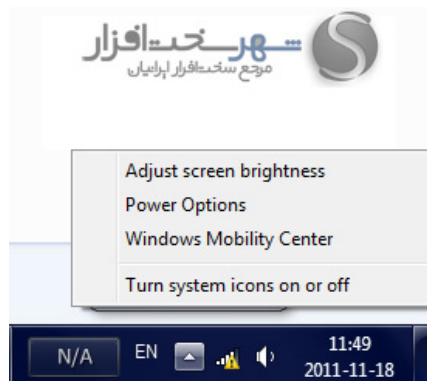 شهر سخت‌افزار
مرجع سخت‌افزار ایرانیان
Adjust screen brightness
Power Options
Windows Mobility Center
Turn system icons on or off
N/A
EN
11:49
2011-11-18